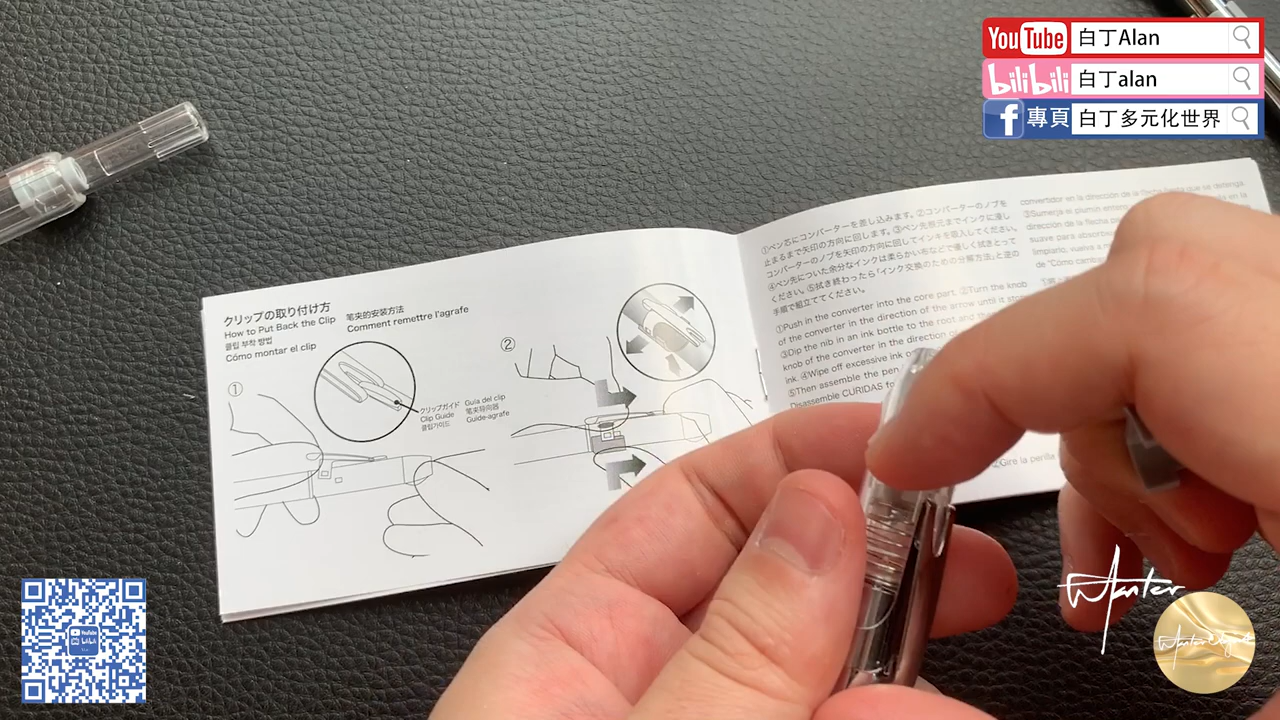 YouTube 白丁Alan
bilibili 白丁alan
f 專頁 白丁多元化世界
クリップの取り付け方
How to Put Back the Clip
클립 부착 방법
Cómo montar el clip
笔夹的安装方法
Comment remettre l'agrafe
①
クリップガイド
Clip Guide
클립가이드
Guía del clip
笔夹导向器
Guide-agrafe
②
①ペン芯にコンバーターを差し込みます。②コンバーターのノブを
止まるまで矢印の方向に回します。③ペン先根元までインクに浸し
コンバーターのノブを矢印の方向に回してインキを吸入してください。
④ペン先についた余分なインクは柔らかい布などで優しく拭きとって
ください。⑤拭き終わったら「インク交換のための分解方法」と逆の
手順で組立ててください。
①Push in the converter into the core part. ②Turn the knob
of the converter in the direction of the arrow until it
③Dip the nib in an ink bottle to the root and
knob of the converter in the direction
ink. ④Wipe off excessive ink
⑤Then assemble the pen
Disassemble CURIDAS
convertidor en la dirección de la flecha hasta que se detenga.
③Sumerja el plumín
dirección de la flecha
suave para
limpiarlo, vuelva a
de "Cómo
②Gire la perilla